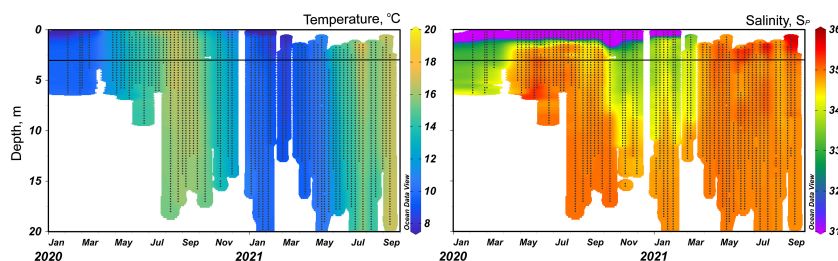 Temperature, °C
Salinity, SP
Depth, m
0
5
10
15
20
Jan Mar May Jul Sep Nov Jan Mar May Jul Sep
2020 2021
20
18
16
14
12
10
8
Ocean Data View
Jan Mar May Jul Sep Nov Jan Mar May Jul Sep
2020 2021
36
35
34
33
32
31
Ocean Data View